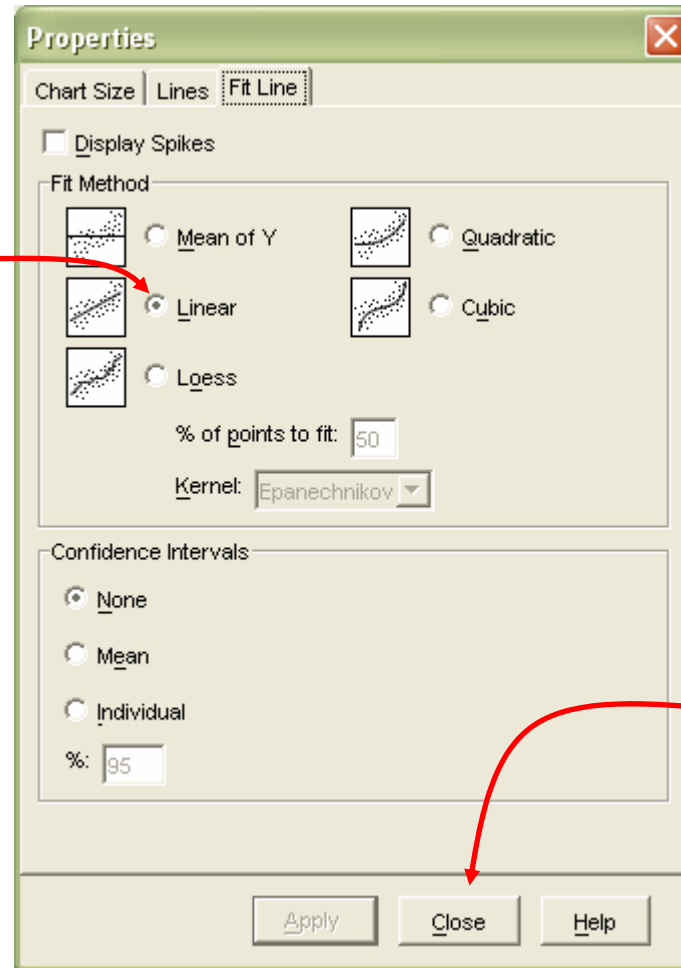 Properties
Chart Size Lines Fit Line
Display Spikes
Fit Method
Mean of Y Quadratic
Linear Cubic
Loess
% of points to fit: 50
Kernel: Epanechnikov
Confidence Intervals
None
Mean
Individual
%: 95
Apply Close Help